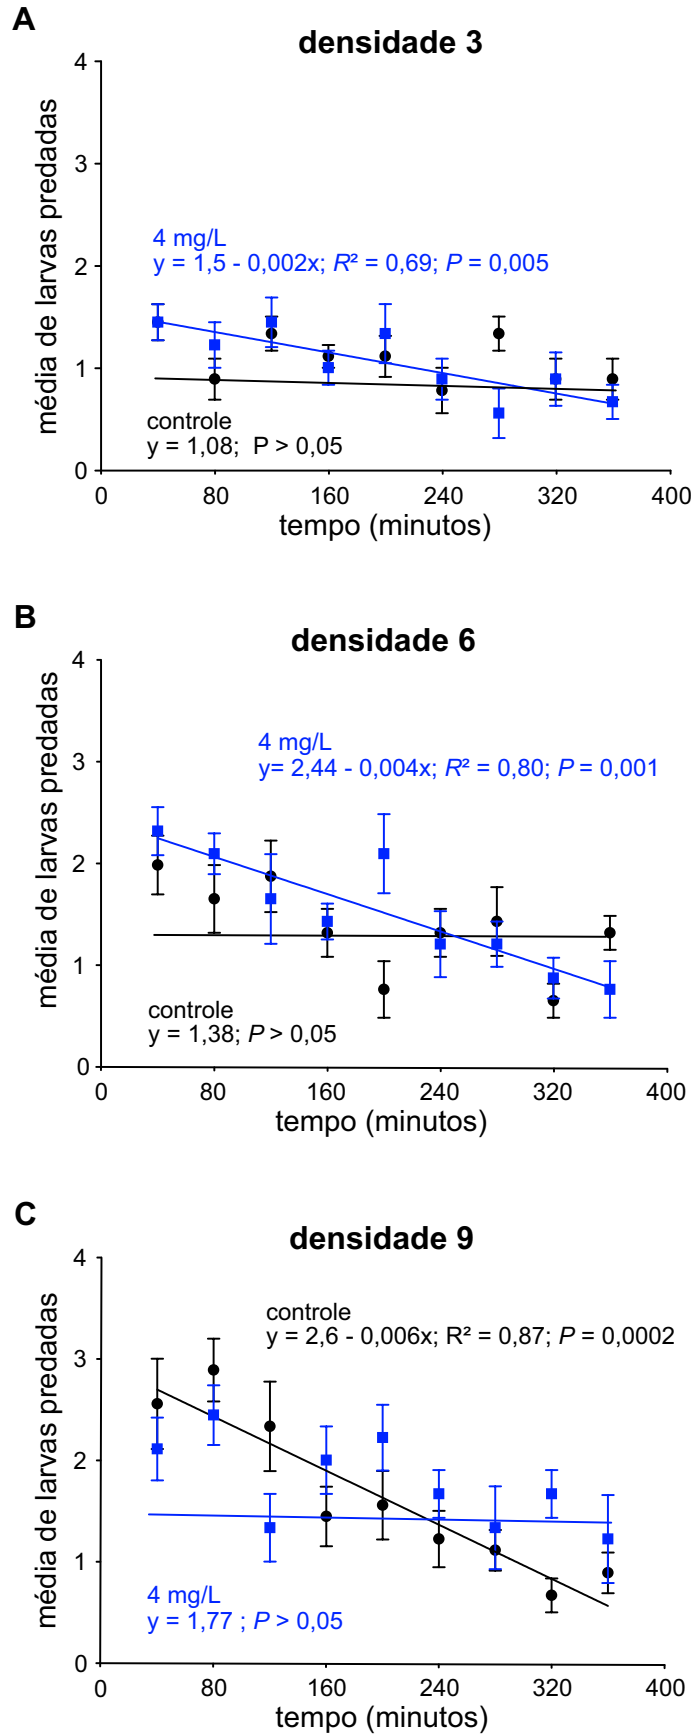 A
densidade 3
média de larvas predadas
4
3
2
1
0
4 mg/L
y = 1,5 - 0,002x; R² = 0,69; P = 0,005
controle
y = 1,08; P > 0,05
0 80 160 240 320 400
tempo (minutos)
B
densidade 6
média de larvas predadas
4
3
2
1
0
4 mg/L
y= 2,44 - 0,004x; R² = 0,80; P = 0,001
controle
y = 1,38; P > 0,05
0 80 160 240 320 400
tempo (minutos)
C
densidade 9
média de larvas predadas
4
3
2
1
0
controle
y = 2,6 - 0,006x; R² = 0,87; P = 0,0002
4 mg/L
y = 1,77 ; P > 0,05
0 80 160 240 320 400
tempo (minutos)